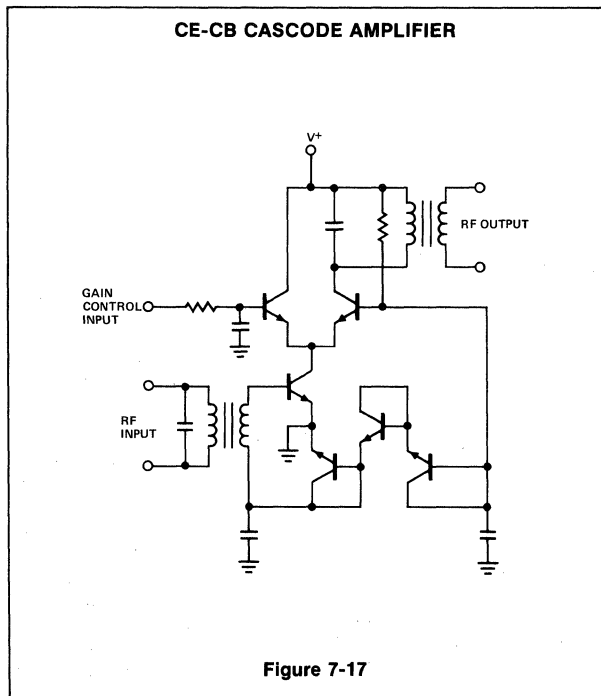 CE-CB CASCODE AMPLIFIER
V+
RF OUTPUT
GAIN
CONTROL
INPUT
RF
INPUT
Figure 7-17